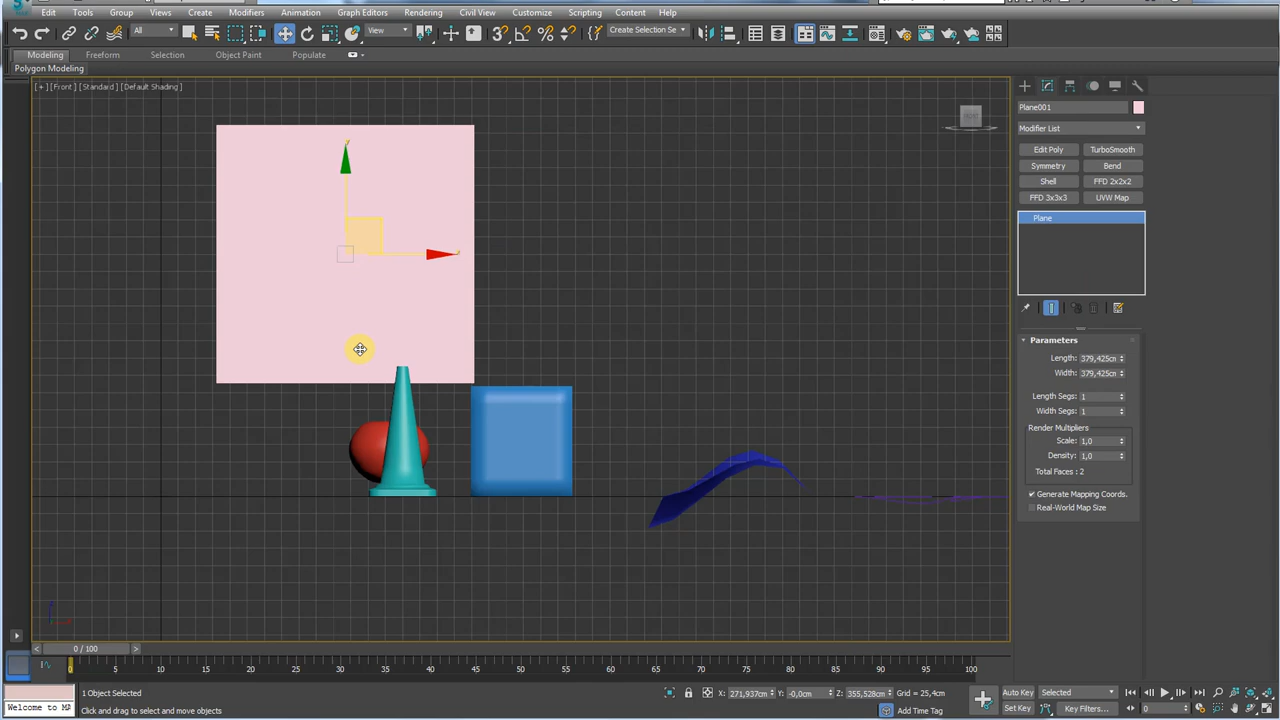 Edit Tools Group Views Create Modifiers Animation Graph Editors Rendering Civil View Customize Scripting Content Help
All View Create Selection Se
Modeling Freeform Selection Object Paint Populate
Polygon Modeling
[+] [Front] [Standard] [Default Shading]
Plane001
Modifier List
Edit Poly TurboSmooth
Symmetry Bend
Shell FFD 2x2x2
FFD 3x3x3 UVW Map
Plane
Parameters
Length: 379,425cm
Width: 379,425cm
Length Segs: 1
Width Segs: 1
Render Multipliers
Scale: 1,0
Density: 1,0
Total Faces: 2
Generate Mapping Coords.
Real-World Map Size
0 / 100
0 5 10 15 20 25 30 35 40 45 50 55 60 65 70 75 80 85 90 95 100
1 Object Selected X: 271,937cm Y: -0,0cm Z: 355,528cm Grid = 25,4cm Auto Key Selected
Welcome to MA Click and drag to select and move objects Add Time Tag Set Key Key Filters... 0